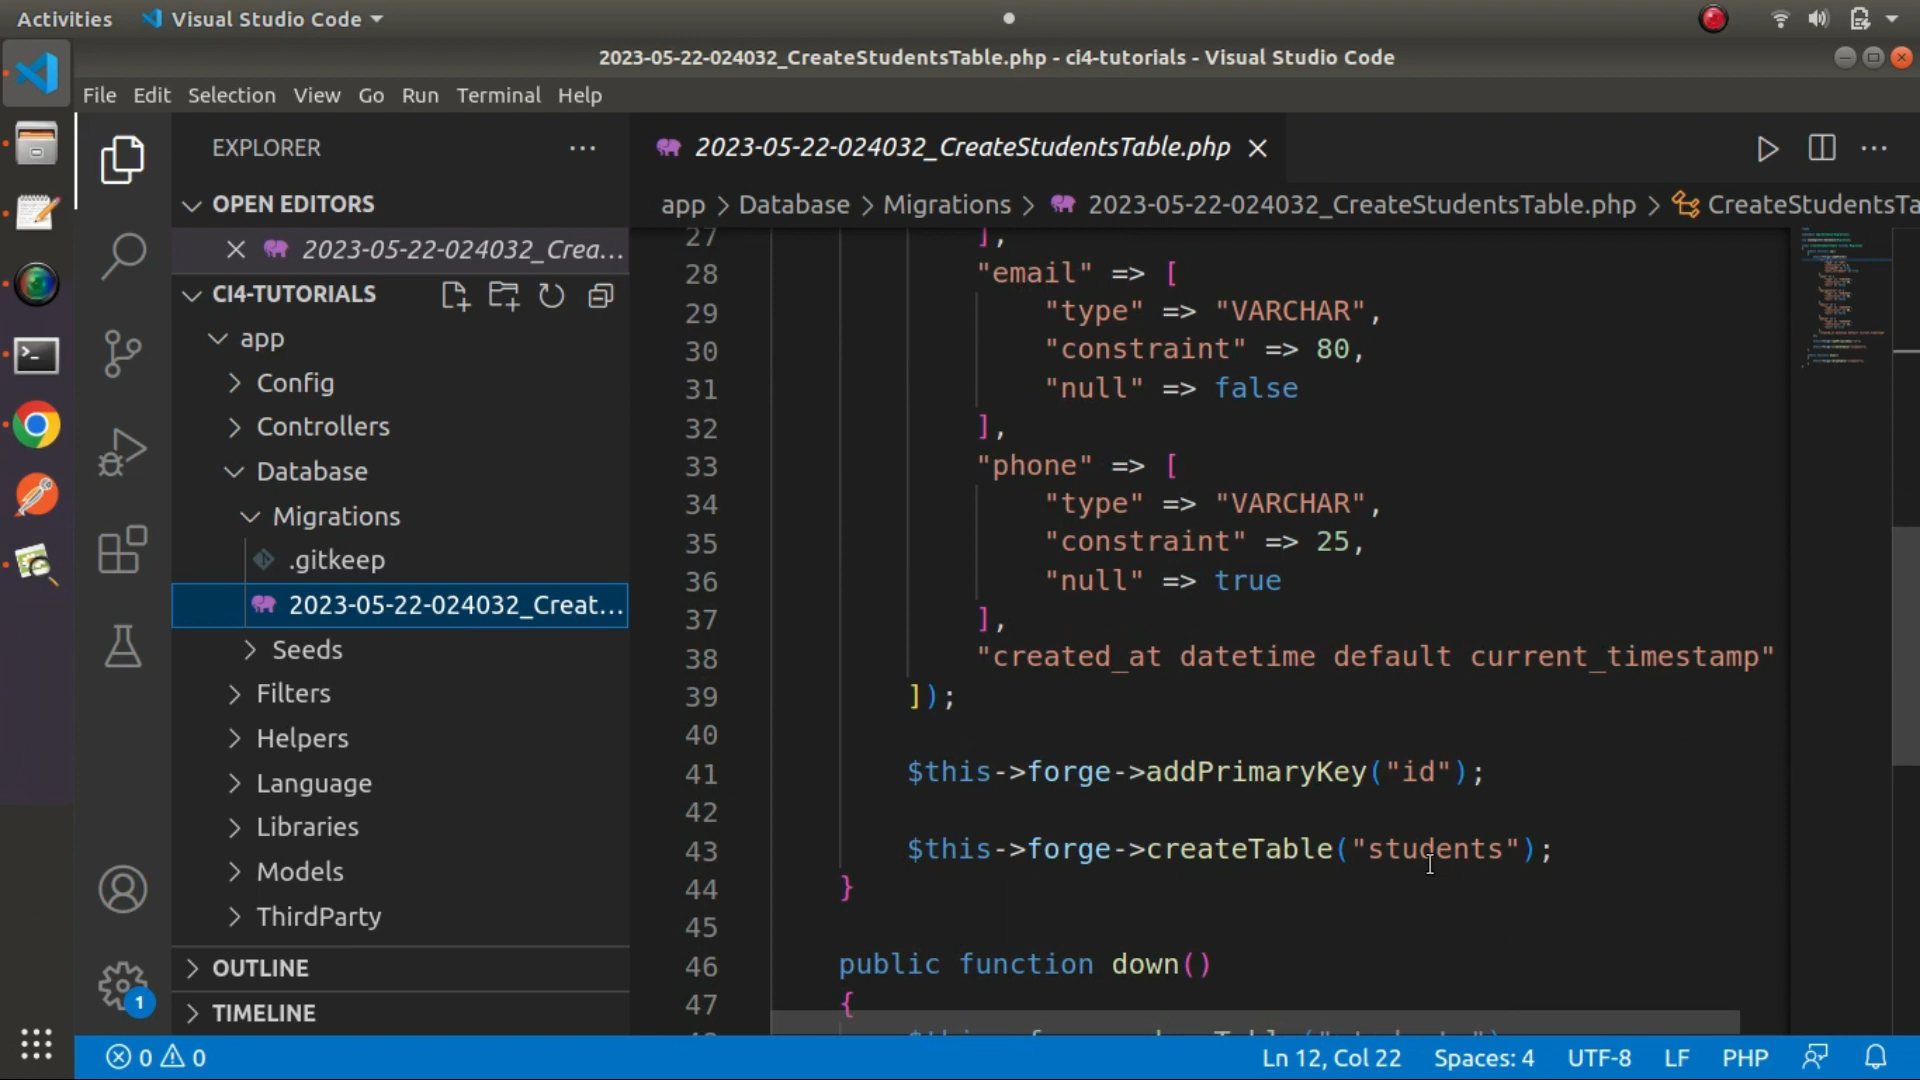 Activities Visual Studio Code
2023-05-22-024032_CreateStudentsTable.php - ci4-tutorials - Visual Studio Code
File Edit Selection View Go Run Terminal Help
EXPLORER
OPEN EDITORS
2023-05-22-024032_Crea...
CI4-TUTORIALS
app
Config
Controllers
Database
Migrations
.gitkeep
2023-05-22-024032_Creat...
Seeds
Filters
Helpers
Language
Libraries
Models
ThirdParty
OUTLINE
TIMELINE
1
2023-05-22-024032_CreateStudentsTable.php
app > Database > Migrations > 2023-05-22-024032_CreateStudentsTable.php > CreateStudentsTa
27 ],
28 "email" => [
29 "type" => "VARCHAR",
30 "constraint" => 80,
31 "null" => false
32 ],
33 "phone" => [
34 "type" => "VARCHAR",
35 "constraint" => 25,
36 "null" => true
37 ],
38 "created_at datetime default current_timestamp"
39 ]);
40
41 $this->forge->addPrimaryKey("id");
42
43 $this->forge->createTable("students");
44 }
45
46 public function down()
47 {
0 0 Ln 12, Col 22 Spaces: 4 UTF-8 LF PHP